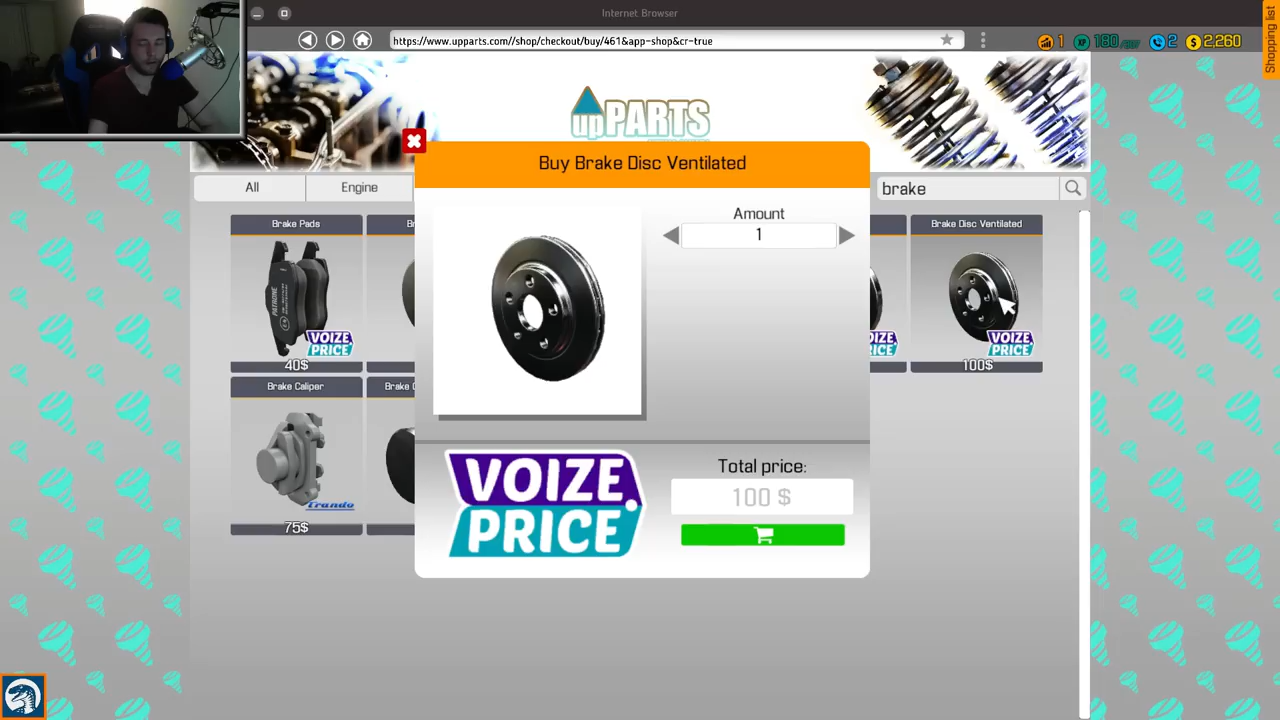 Internet Browser
https://www.upparts.com//shop/checkout/buy/461&app-shop&cr-true
1
180
2
$ 2,260
Shopping list
upPARTS
Buy Brake Disc Ventilated
All
Engine
brake
Amount
1
Brake Pads
VOIZE PRICE
40$
Brake Disc Ventilated
VOIZE PRICE
100$
Brake Caliper
Trando
75$
VOIZE.
PRICE
Total price:
100 $